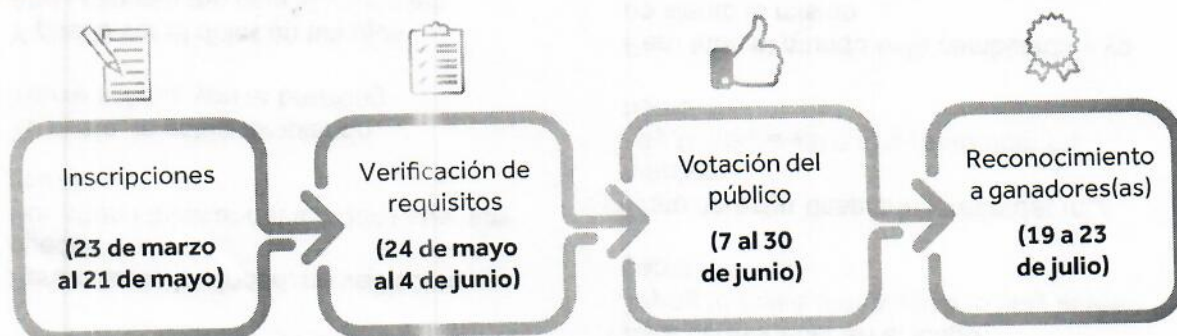 Inscripciones
(23 de marzo
al 21 de mayo)
Verificación de
requisitos
(24 de mayo
al 4 de junio)
Votación del
público
(7 al 30
de junio)
Reconocimiento
a ganadores(as)
(19 a 23
de julio)